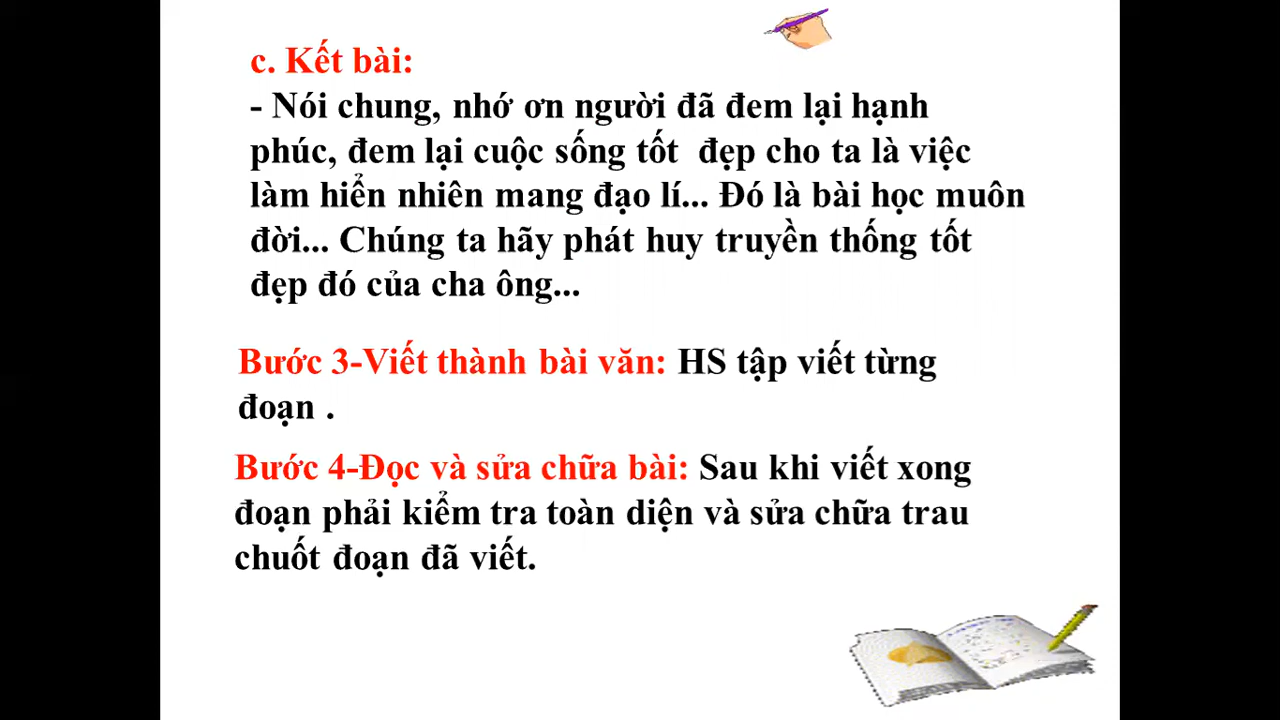 c. Kết bài:
- Nói chung, nhớ ơn người đã đem lại hạnh
phúc, đem lại cuộc sống tốt đẹp cho ta là việc
làm hiển nhiên mang đạo lí... Đó là bài học muôn
đời... Chúng ta hãy phát huy truyền thống tốt
đẹp đó của cha ông...
Bước 3-Viết thành bài văn: HS tập viết từng
đoạn .
Bước 4-Đọc và sửa chữa bài: Sau khi viết xong
đoạn phải kiểm tra toàn diện và sửa chữa trau
chuốt đoạn đã viết.